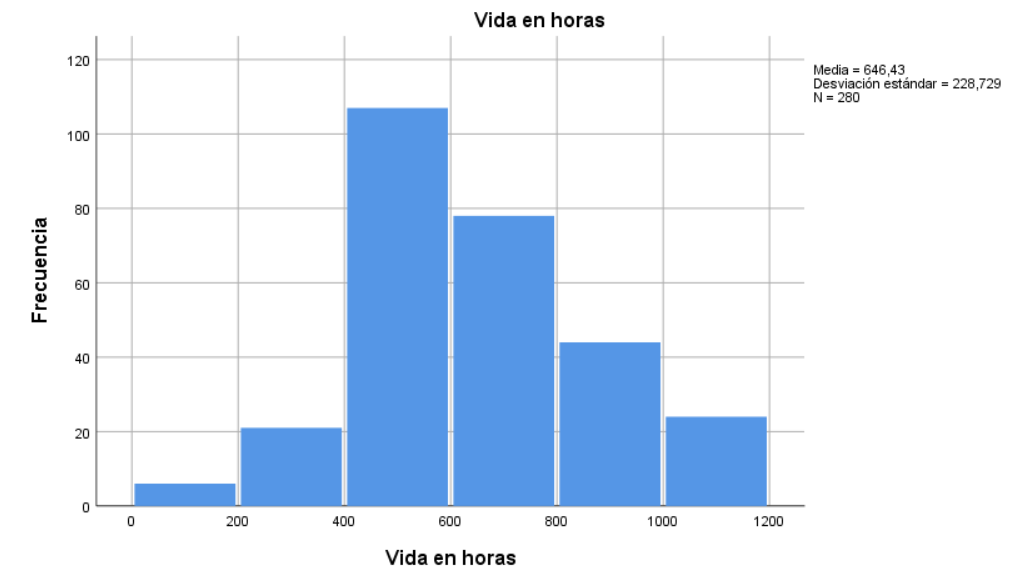 Vida en horas
Media = 646,43
Desviación estándar = 228,729
N = 280
Frecuencia
120
100
80
60
40
20
0
0 200 400 600 800 1000 1200
Vida en horas